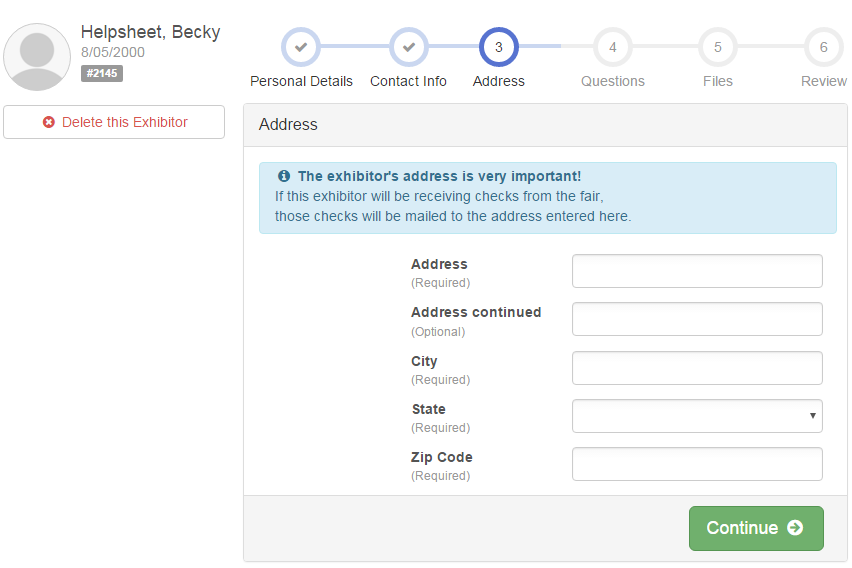 Helpsheet, Becky
8/05/2000
#2145
Delete this Exhibitor
3
4
5
6
Personal Details
Contact Info
Address
Questions
Files
Review
Address
The exhibitor's address is very important!
If this exhibitor will be receiving checks from the fair,
those checks will be mailed to the address entered here.
Address
(Required)
Address continued
(Optional)
City
(Required)
State
(Required)
Zip Code
(Required)
Continue